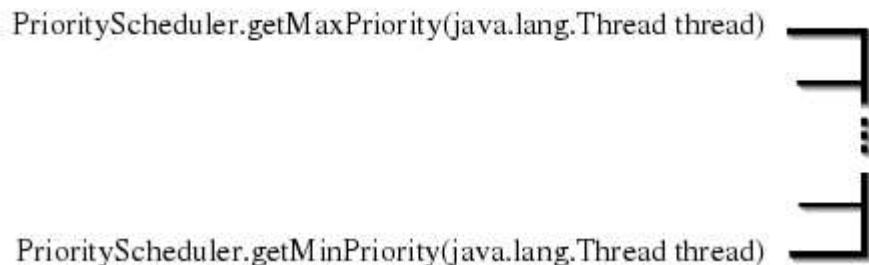 PriorityScheduler.getMaxPriority(java.lang.Thread thread)
PriorityScheduler.getMinPriority(java.lang.Thread thread)